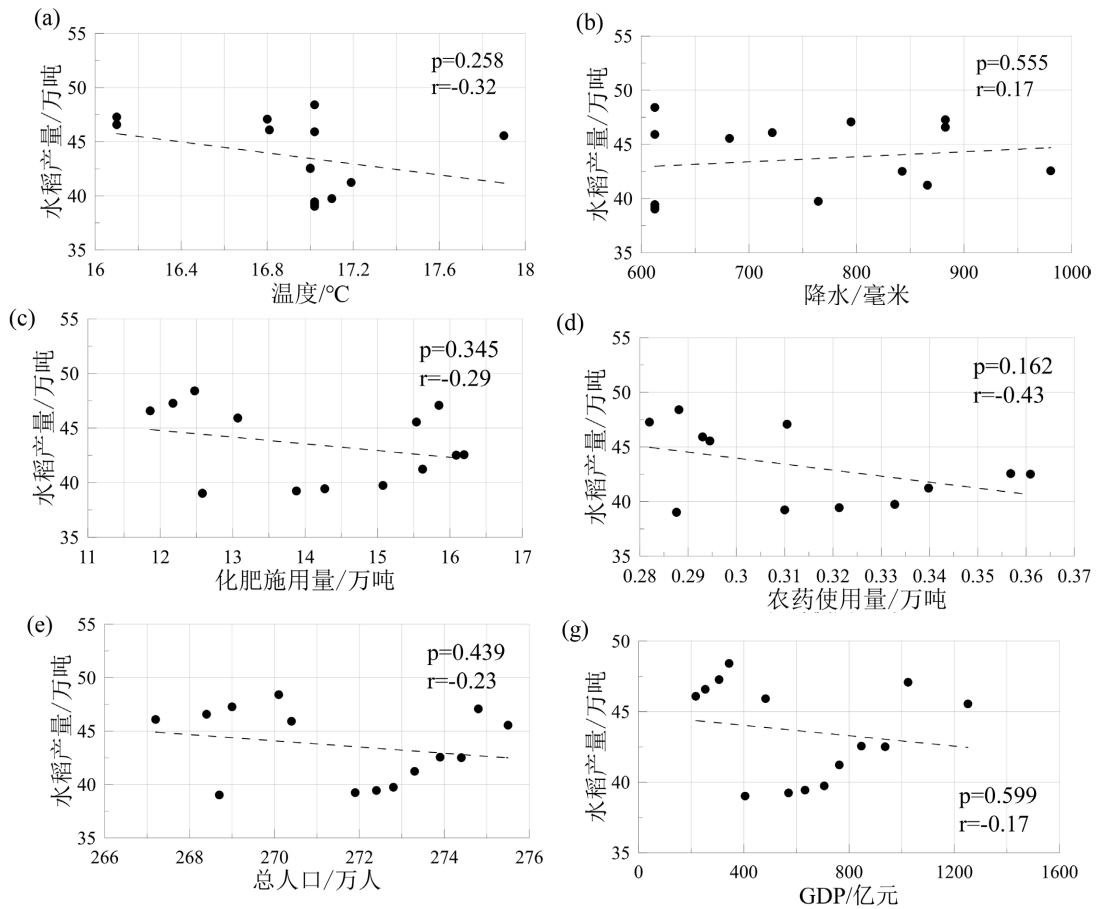 (a)
水稻产量/万吨
55
50
45
40
35
p=0.258
r=-0.32
16
16.4
16.8
17.2
17.6
18
温度/℃
(b)
水稻产量/万吨
55
50
45
40
35
p=0.555
r=0.17
600
700
800
900
1000
降水/毫米
(c)
水稻产量/万吨
55
50
45
40
35
p=0.345
r=-0.29
11
12
13
14
15
16
17
化肥施用量/万吨
(d)
水稻产量/万吨
55
50
45
40
35
p=0.162
r=-0.43
0.28
0.29
0.3
0.31
0.32
0.33
0.34
0.35
0.36
0.37
农药使用量/万吨
(e)
水稻产量/万吨
55
50
45
40
35
p=0.439
r=-0.23
266
268
270
272
274
276
总人口/万人
(g)
水稻产量/万吨
50
45
40
35
p=0.599
r=-0.17
0
400
800
1200
1600
GDP/亿元